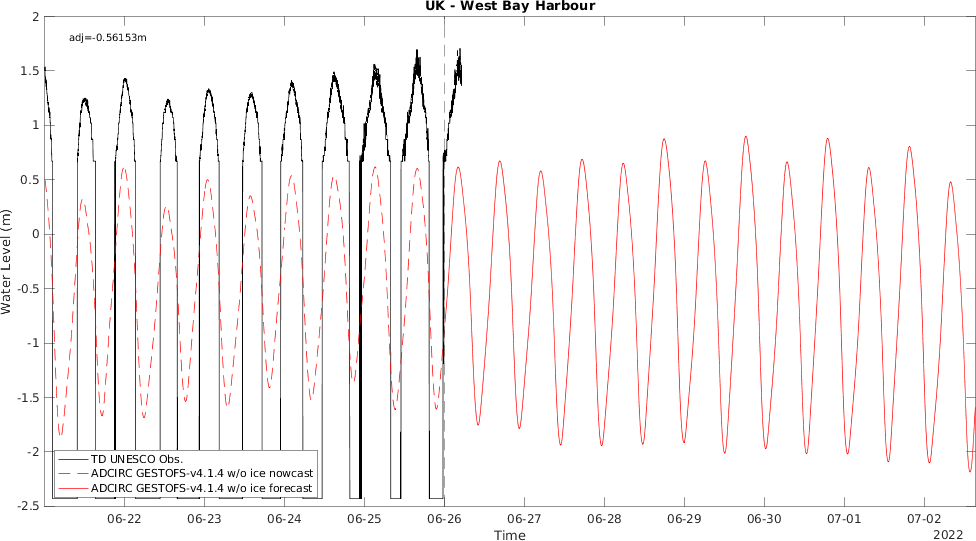 UK - West Bay Harbour
adj=-0.56153m
Water Level (m)
2
1.5
1
0.5
0
-0.5
-1
-1.5
-2
-2.5
TD UNESCO Obs.
ADCIRC GESTOFS-v4.1.4 w/o ice nowcast
ADCIRC GESTOFS-v4.1.4 w/o ice forecast
06-22 06-23 06-24 06-25 06-26 06-27 06-28 06-29 06-30 07-01 07-02
Time
2022